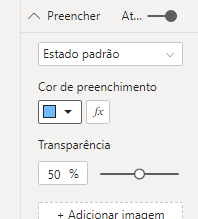 Preencher At...
Estado padrão
Cor de preenchimento
fx
Transparência
50 %
+ Adicionar imagem